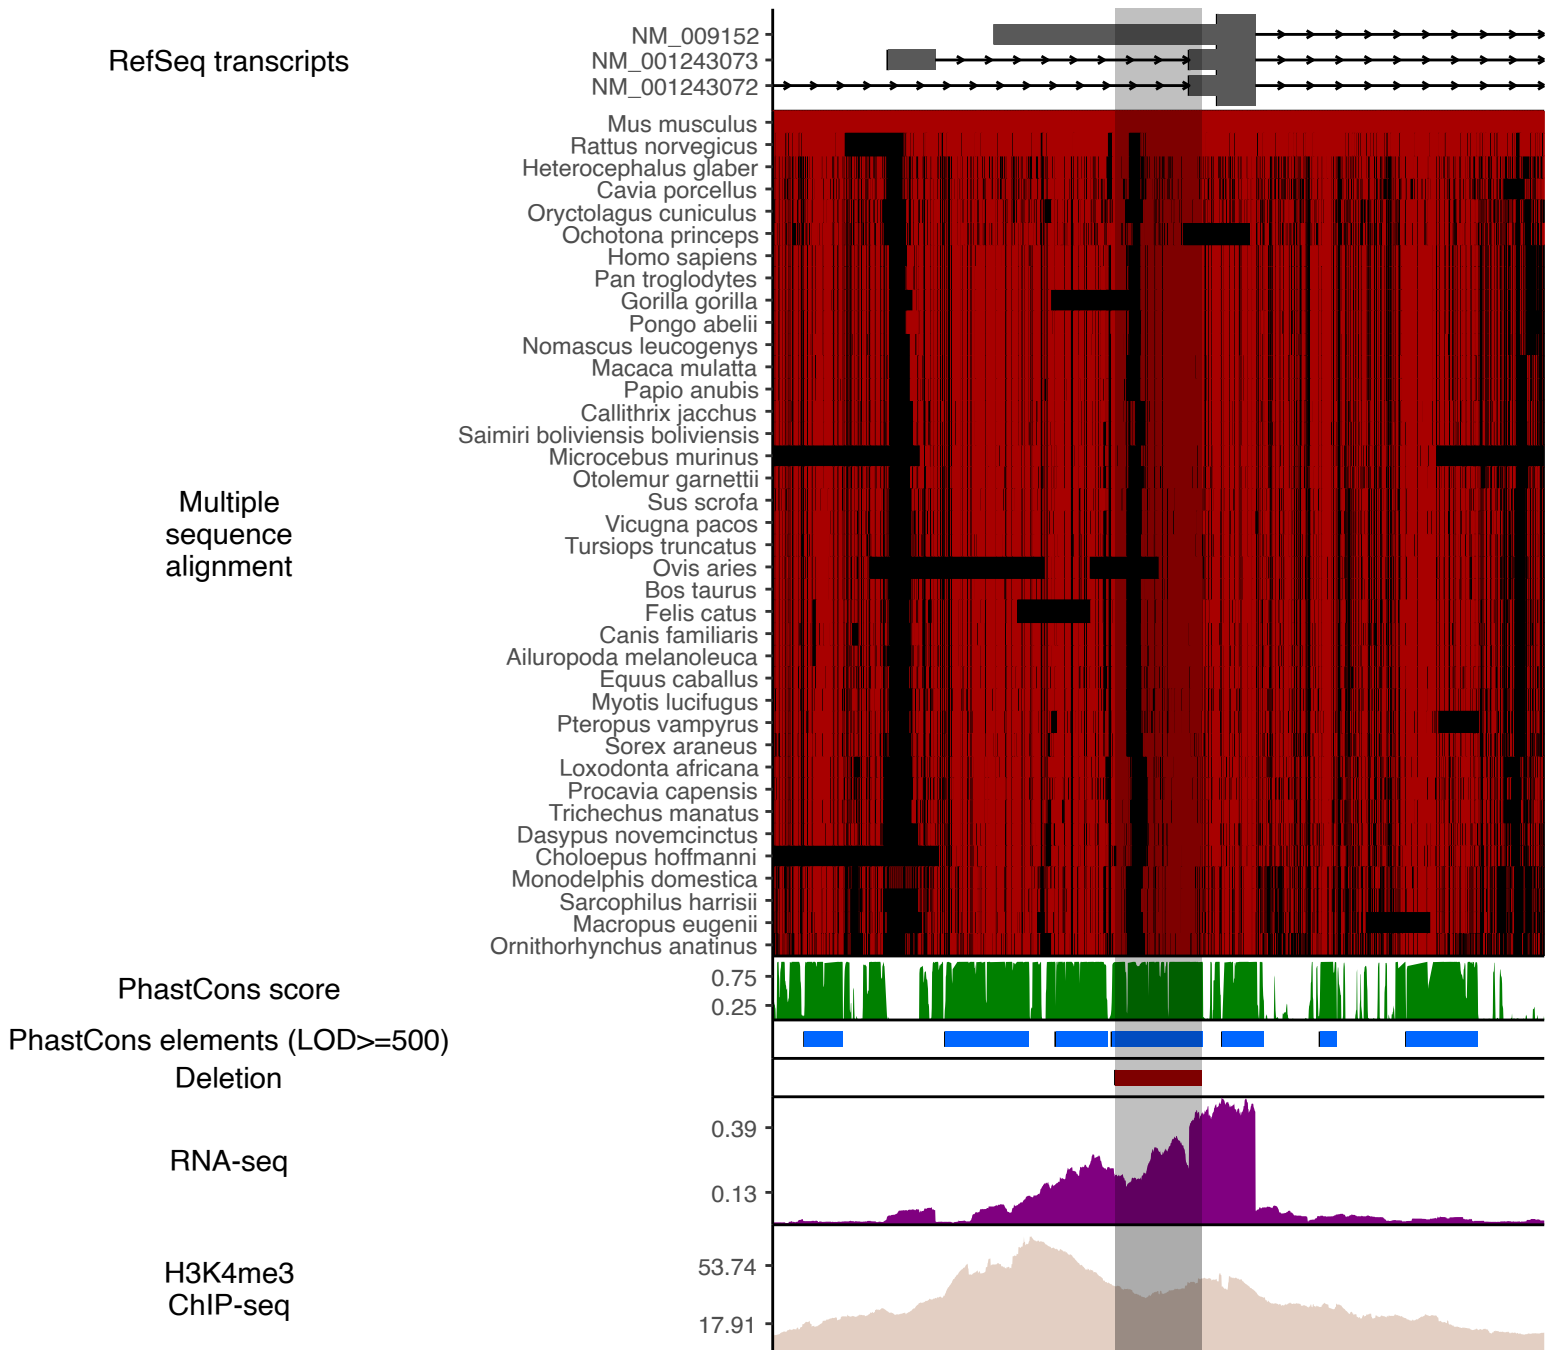 RefSeq transcripts
NM_009152
NM_001243073
NM_001243072
Multiple
sequence
alignment
Mus musculus
Rattus norvegicus
Heterocephalus glaber
Cavia porcellus
Oryctolagus cuniculus
Ochotona princeps
Homo sapiens
Pan troglodytes
Gorilla gorilla
Pongo abelii
Nomascus leucogenys
Macaca mulatta
Papio anubis
Callithrix jacchus
Saimiri boliviensis boliviensis
Microcebus murinus
Otolemur garnettii
Sus scrofa
Vicugna pacos
Tursiops truncatus
Ovis aries
Bos taurus
Felis catus
Canis familiaris
Ailuropoda melanoleuca
Equus caballus
Myotis lucifugus
Pteropus vampyrus
Sorex araneus
Loxodonta africana
Procavia capensis
Trichechus manatus
Dasypus novemcinctus
Choloepus hoffmanni
Monodelphis domestica
Sarcophilus harrisii
Macropus eugenii
Ornithorhynchus anatinus
PhastCons score
0.75
0.25
PhastCons elements (LOD>=500)
Deletion
RNA-seq
0.39
0.13
H3K4me3
ChIP-seq
53.74
17.91